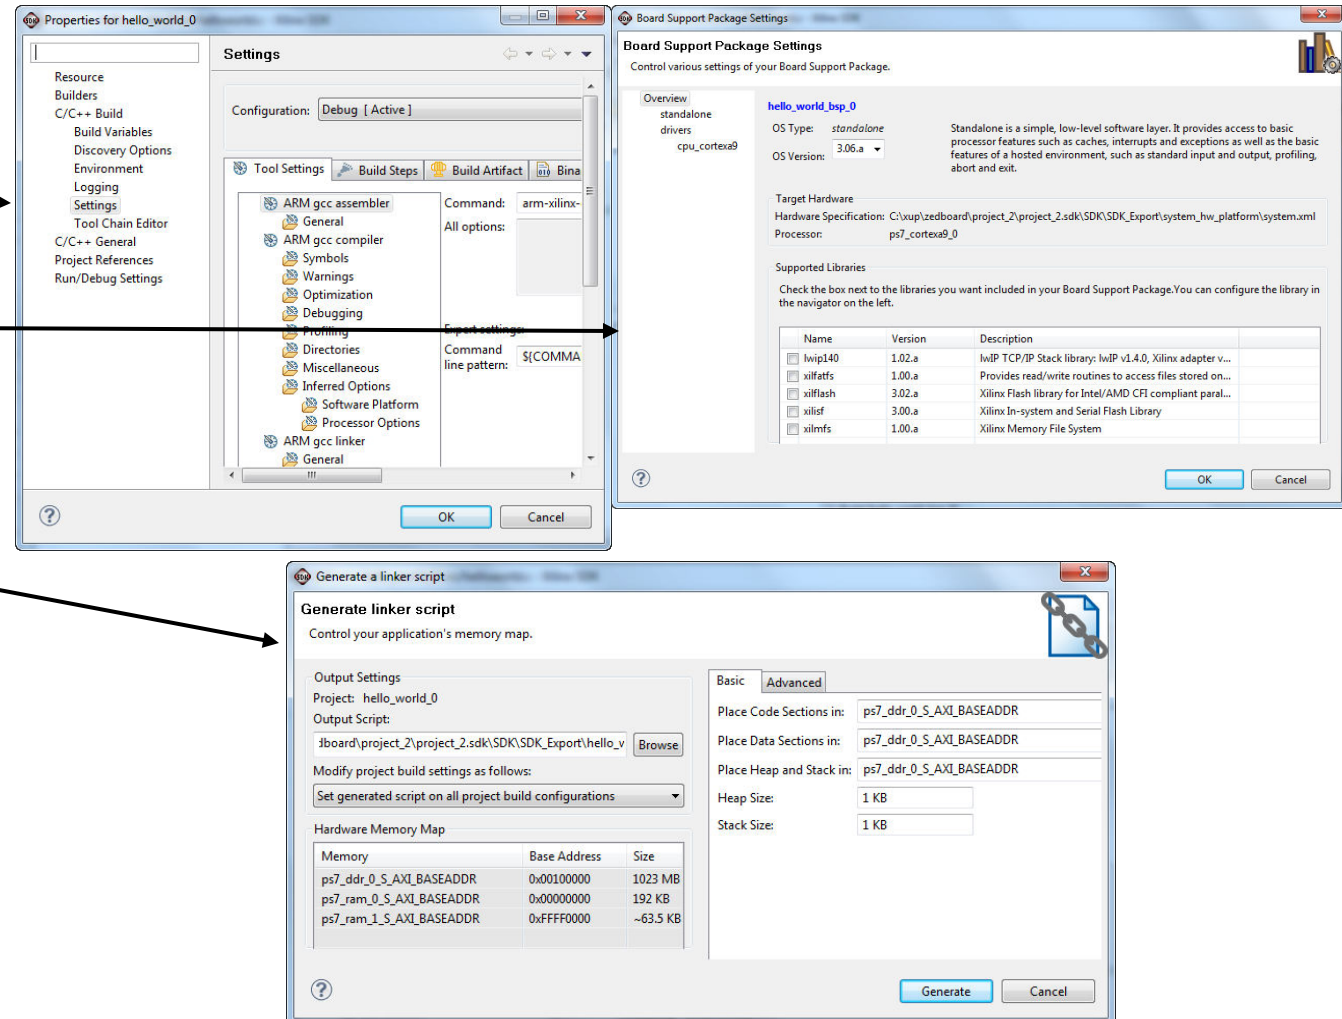 Properties for hello_world_0
Settings
Resource
Builders
C/C++ Build
Build Variables
Discovery Options
Environment
Logging
Settings
Tool Chain Editor
C/C++ General
Project References
Run/Debug Settings
Configuration: Debug [ Active ]
Tool Settings Build Steps Build Artifact Bina
ARM gcc assembler
General
ARM gcc compiler
Symbols
Warnings
Optimization
Debugging
Profiling
Directories
Miscellaneous
Inferred Options
Software Platform
Processor Options
ARM gcc linker
General
Command: arm-xilinx-
All options:
Expert settings:
Command
line pattern: ${COMMA
OK Cancel
Board Support Package Settings
Board Support Package Settings
Control various settings of your Board Support Package.
Overview
standalone
drivers
cpu_cortexa9
hello_world_bsp_0
OS Type: standalone
OS Version: 3.06.a
Standalone is a simple, low-level software layer. It provides access to basic
processor features such as caches, interrupts and exceptions as well as the basic
features of a hosted environment, such as standard input and output, profiling,
abort and exit.
Target Hardware
Hardware Specification: C:\xup\zedboard\project_2\project_2.sdk\SDK\SDK_Export\system_hw_platform\system.xml
Processor: ps7_cortexa9_0
Supported Libraries
Check the box next to the libraries you want included in your Board Support Package.You can configure the library in
the navigator on the left.
Name Version Description
lwip140 1.02.a lwIP TCP/IP Stack library: lwIP v1.4.0, Xilinx adapter v...
xilfatfs 1.00.a Provides read/write routines to access files stored on...
xilflash 3.02.a Xilinx Flash library for Intel/AMD CFI compliant paral...
xilisf 3.00.a Xilinx In-system and Serial Flash Library
xilmfs 1.00.a Xilinx Memory File System
OK Cancel
Generate a linker script
Generate linker script
Control your application's memory map.
Output Settings
Project: hello_world_0
Output Script:
dboard\project_2\project_2.sdk\SDK\SDK_Export\hello_v Browse
Modify project build settings as follows:
Set generated script on all project build configurations
Hardware Memory Map
Memory Base Address Size
ps7_ddr_0_S_AXI_BASEADDR 0x00100000 1023 MB
ps7_ram_0_S_AXI_BASEADDR 0x00000000 192 KB
ps7_ram_1_S_AXI_BASEADDR 0xFFFF0000 ~63.5 KB
Basic Advanced
Place Code Sections in: ps7_ddr_0_S_AXI_BASEADDR
Place Data Sections in: ps7_ddr_0_S_AXI_BASEADDR
Place Heap and Stack in: ps7_ddr_0_S_AXI_BASEADDR
Heap Size: 1 KB
Stack Size: 1 KB
Generate Cancel